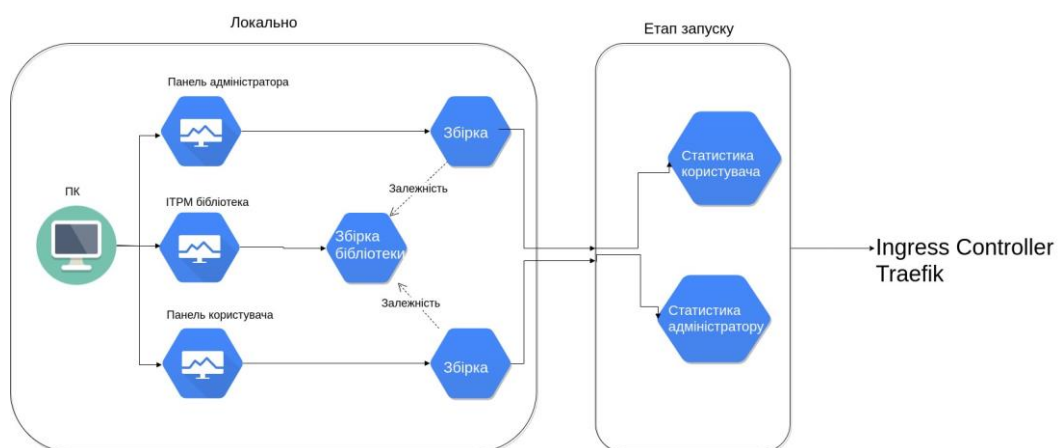 Локально
Етап запуску
Панель адміністратора
Збірка
Статистика
користувача
Залежність
ПК
ITPM бібліотека
Збірка
бібліотеки
Ingress Controller
Traefik
Залежність
Панель користувача
Статистика
адміністратору
Збірка